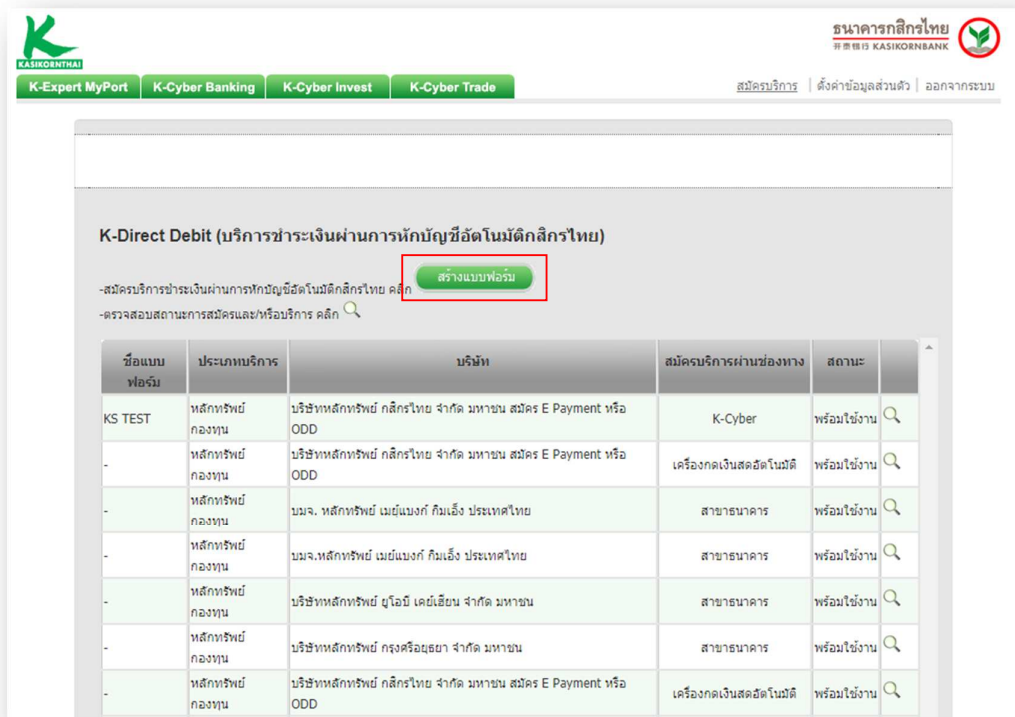 KASIKORNTHAI
ธนาคารกสิกรไทย
开泰银行 KASIKORNBANK
K-Expert MyPort
K-Cyber Banking
K-Cyber Invest
K-Cyber Trade
สมัครบริการ | ตั้งค่าข้อมูลส่วนตัว | ออกจากระบบ
K-Direct Debit (บริการชำระเงินผ่านการหักบัญชีอัตโนมัติกสิกรไทย)
-สมัครบริการชำระเงินผ่านการหักบัญชีอัตโนมัติกสิกรไทย คลิก สร้างแบบฟอร์ม
-ตรวจสอบสถานะการสมัครและ/หรือบริการ คลิก
ชื่อแบบ
ฟอร์ม
ประเภทบริการ
บริษัท
สมัครบริการผ่านช่องทาง
สถานะ
KS TEST
หลักทรัพย์
กองทุน
บริษัทหลักทรัพย์ กสิกรไทย จำกัด มหาชน สมัคร E Payment หรือ
ODD
K-Cyber
พร้อมใช้งาน
-
หลักทรัพย์
กองทุน
บริษัทหลักทรัพย์ กสิกรไทย จำกัด มหาชน สมัคร E Payment หรือ
ODD
เครื่องกดเงินสดอัตโนมัติ
พร้อมใช้งาน
-
หลักทรัพย์
กองทุน
บมจ. หลักทรัพย์ เมย์แบงก์ กิมเอ็ง ประเทศไทย
สาขาธนาคาร
พร้อมใช้งาน
-
หลักทรัพย์
กองทุน
บมจ.หลักทรัพย์ เมย์แบงก์ กิมเอ็ง ประเทศไทย
สาขาธนาคาร
พร้อมใช้งาน
-
หลักทรัพย์
กองทุน
บริษัทหลักทรัพย์ ยูโอบี เคย์เฮียน จำกัด มหาชน
สาขาธนาคาร
พร้อมใช้งาน
-
หลักทรัพย์
กองทุน
บริษัทหลักทรัพย์ กรุงศรีอยุธยา จำกัด มหาชน
สาขาธนาคาร
พร้อมใช้งาน
-
หลักทรัพย์
กองทุน
บริษัทหลักทรัพย์ กสิกรไทย จำกัด มหาชน สมัคร E Payment หรือ
ODD
เครื่องกดเงินสดอัตโนมัติ
พร้อมใช้งาน